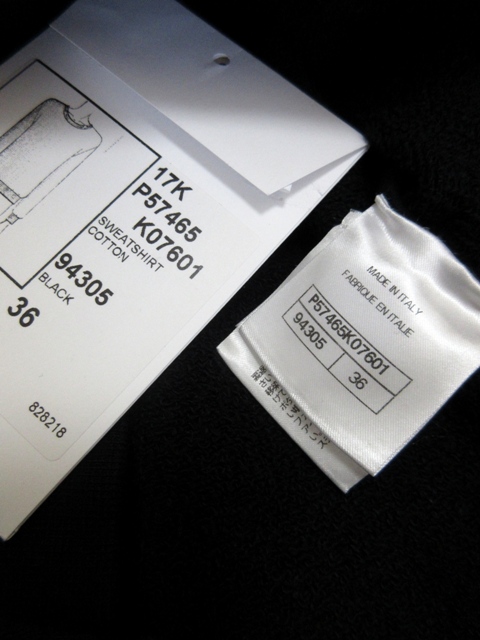 17K
P57465
K07601
SWEATSHIRT
COTTON
94305
BLACK
36
828218
MADE IN ITALY
FABRIQUE EN ITALIE
P57465K07601
94305 36